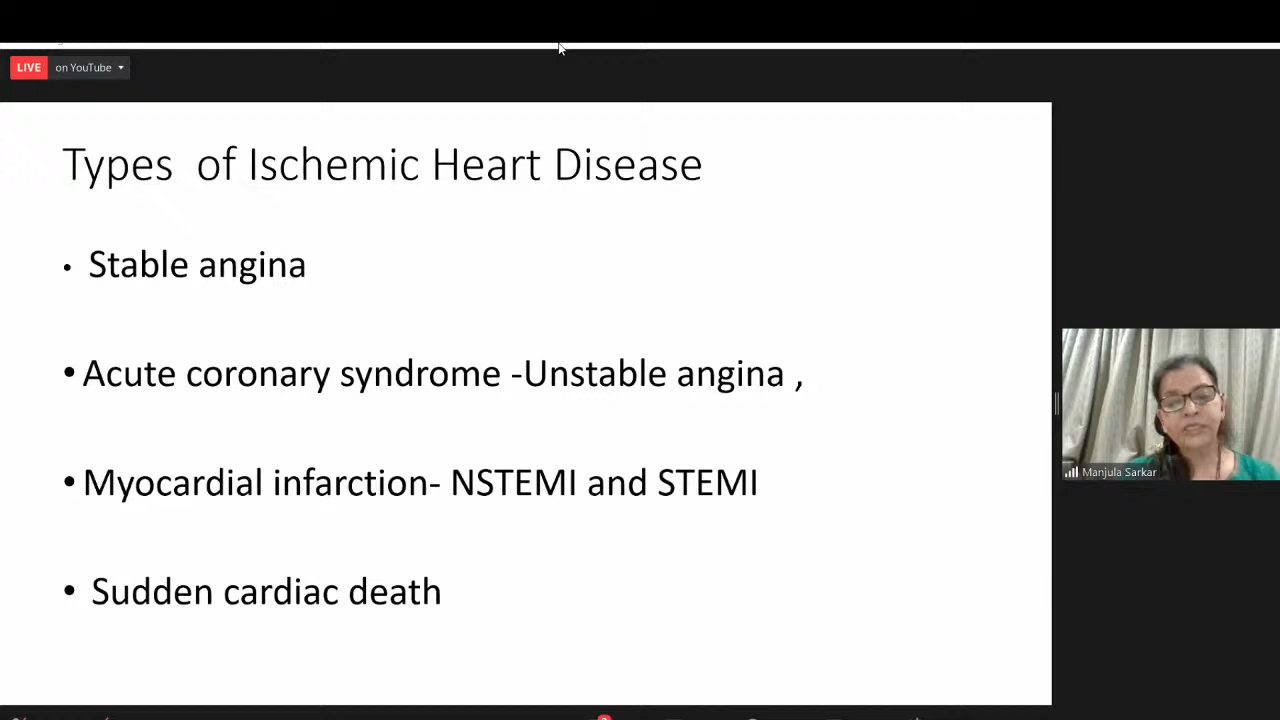 LIVE on YouTube
Types of Ischemic Heart Disease
• Stable angina
• Acute coronary syndrome -Unstable angina ,
• Myocardial infarction- NSTEMI and STEMI
Manjula Sarkar
• Sudden cardiac death